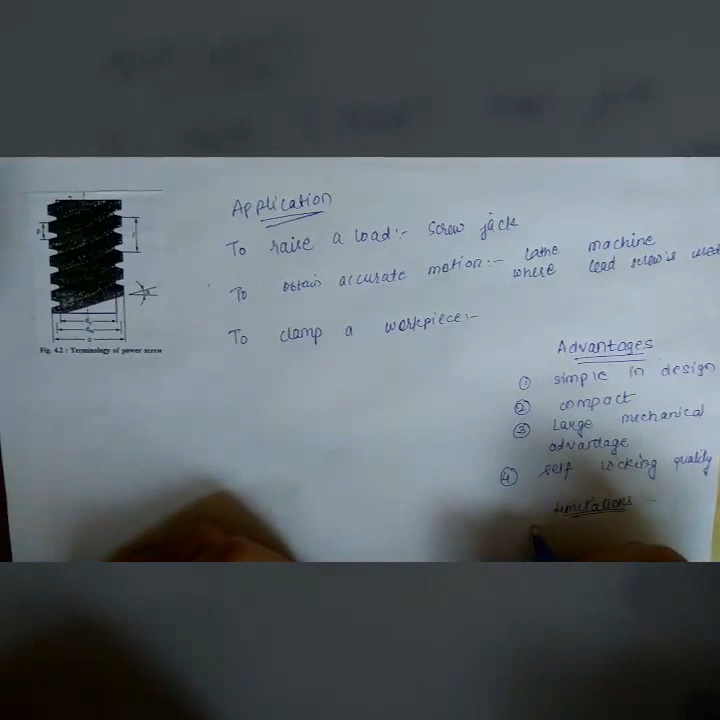 Application
To raise a load:- Screw jack
To obtain accurate motion:- Lathe machine
where lead screw is used
To clamp a workpiece:-
Fig. 4.2 : Terminology of power screw
Advantages
① simple in design
② compact
③ Large mechanical
advantage
④ self locking quality
Limitations -